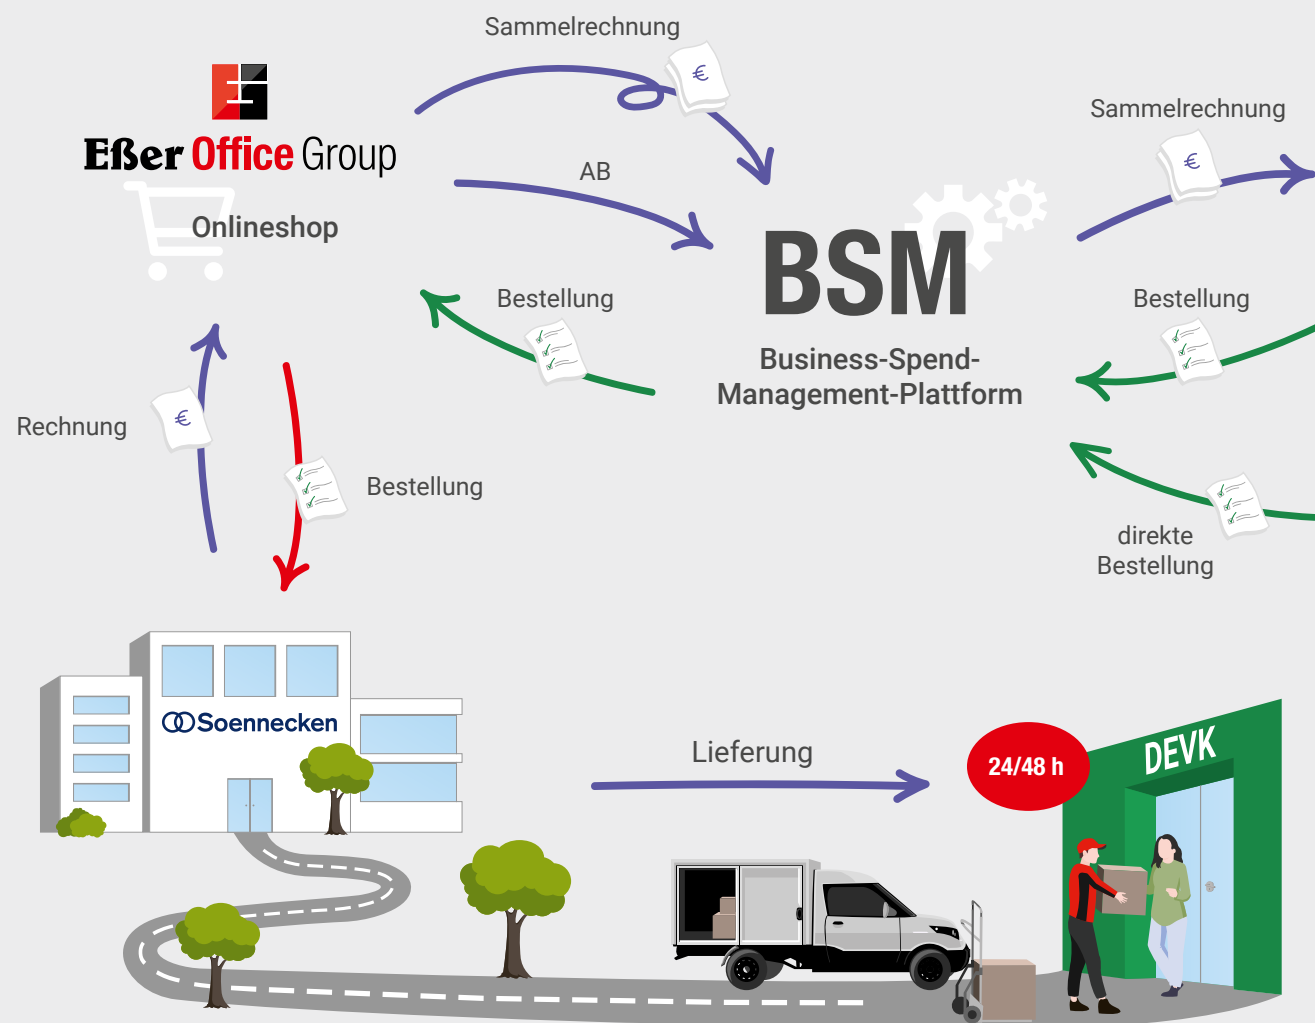 Sammelrechnung
€
Sammelrechnung
€
Eßer Office Group
AB
Onlineshop
BSM
Bestellung
Bestellung
Business-Spend-
Management-Plattform
Rechnung
€
Bestellung
direkte
Bestellung
Soennecken
Lieferung
24/48 h
DEVK